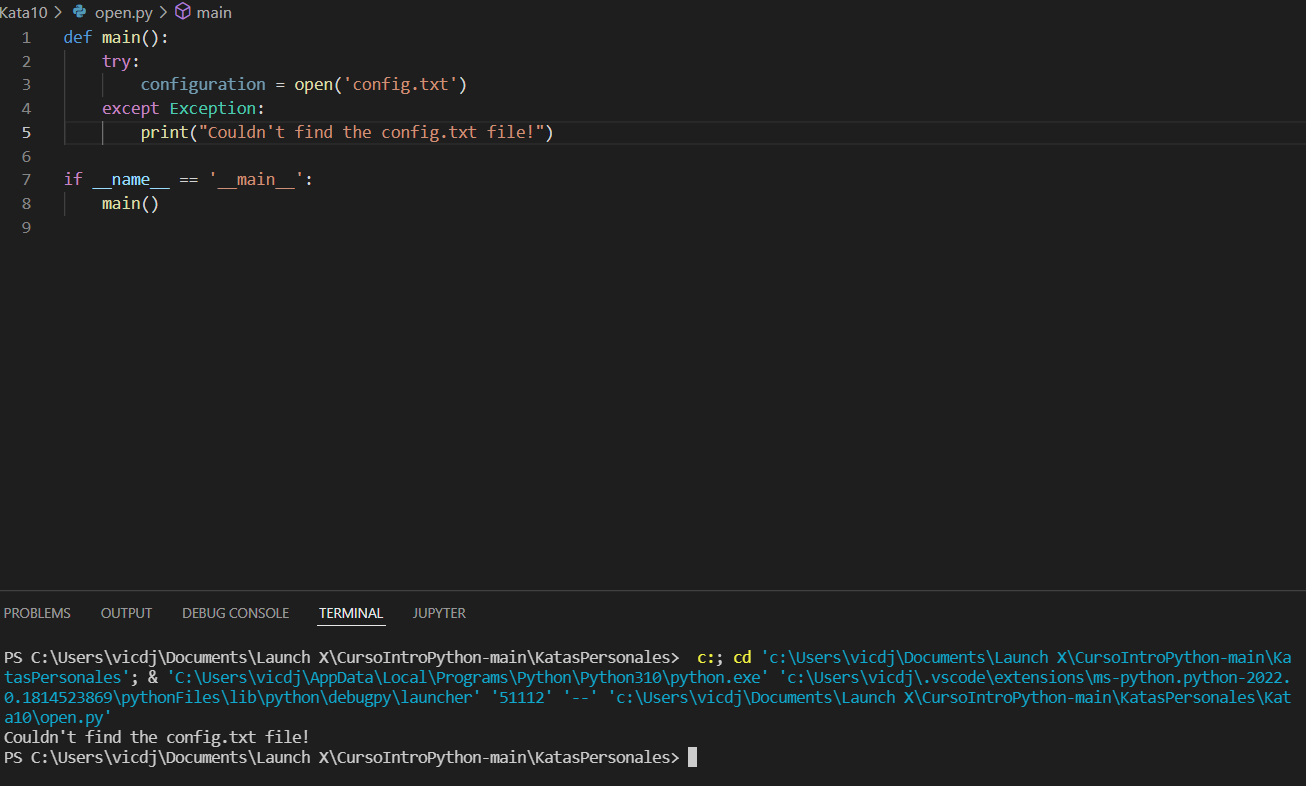 Kata10 > open.py > main
1 def main():
2     try:
3         configuration = open('config.txt')
4     except Exception:
5         print("Couldn't find the config.txt file!")
6
7 if __name__ == '__main__':
8     main()
9
PROBLEMS OUTPUT DEBUG CONSOLE TERMINAL JUPYTER
PS C:\Users\vicdj\Documents\Launch X\CursoIntroPython-main\KatasPersonales>  c:; cd 'c:\Users\vicdj\Documents\Launch X\CursoIntroPython-main\Ka
tasPersonales'; & 'C:\Users\vicdj\AppData\Local\Programs\Python\Python310\python.exe' 'c:\Users\vicdj\.vscode\extensions\ms-python.python-2022.
0.1814523869\pythonFiles\lib\python\debugpy\launcher' '51112' '--' 'c:\Users\vicdj\Documents\Launch X\CursoIntroPython-main\KatasPersonales\Kat
a10\open.py'
Couldn't find the config.txt file!
PS C:\Users\vicdj\Documents\Launch X\CursoIntroPython-main\KatasPersonales>